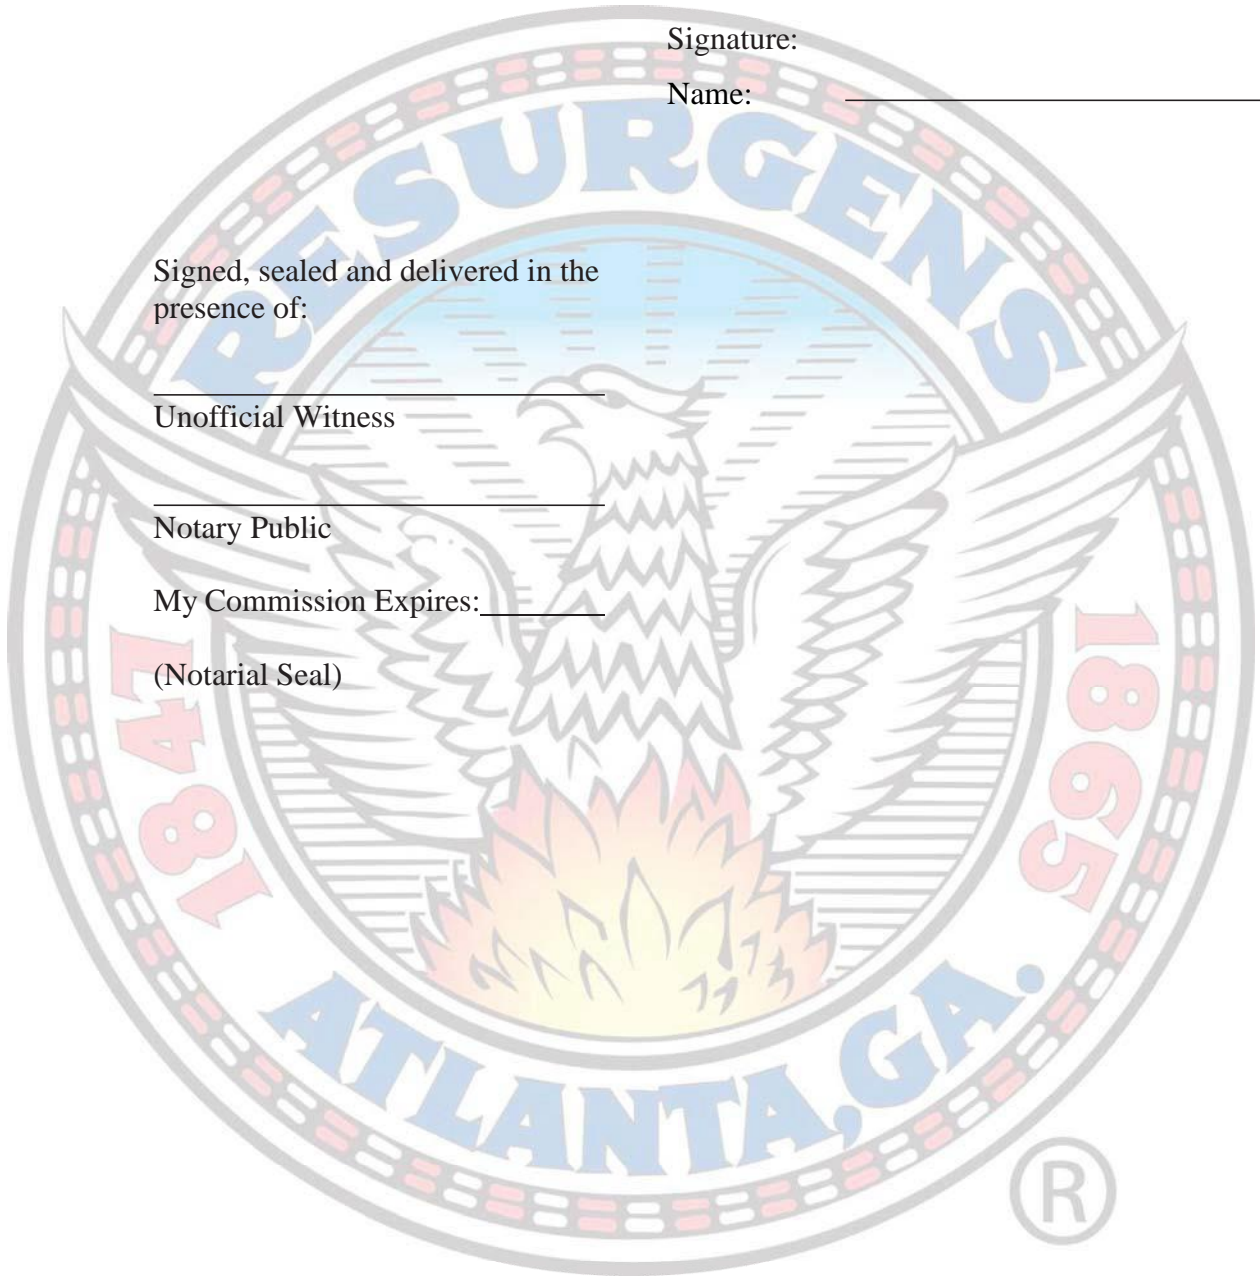 Signature:
Name:
RESURGENS
Signed, sealed and delivered in the
presence of:
Unofficial Witness
Notary Public
My Commission Expires:
(Notarial Seal)
1847
1865
ATLANTA, GA.
®